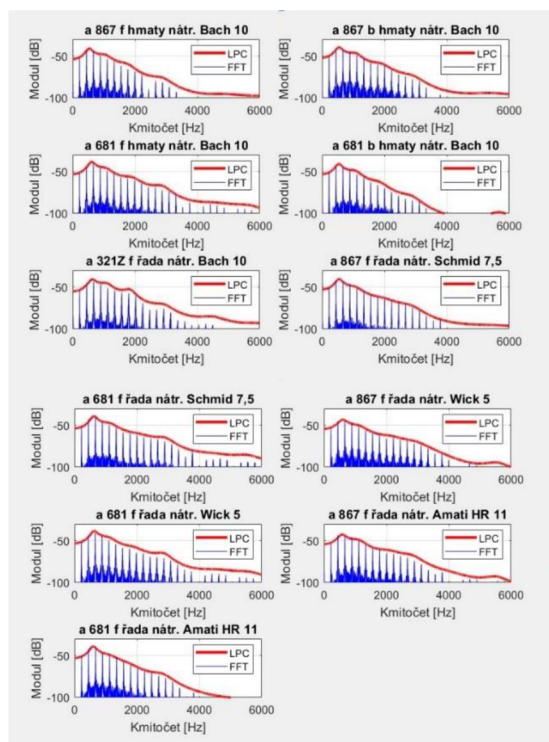 a 867 f hmaty nátr. Bach 10
Modul [dB]
-50
-100
LPC
FFT
0 2000 4000 6000
Kmitočet [Hz]
a 867 b hmaty nátr. Bach 10
Modul [dB]
-50
-100
LPC
FFT
0 2000 4000 6000
Kmitočet [Hz]
a 681 f hmaty nátr. Bach 10
Modul [dB]
-50
-100
LPC
FFT
0 2000 4000 6000
Kmitočet [Hz]
a 681 b hmaty nátr. Bach 10
Modul [dB]
-50
-100
LPC
FFT
0 2000 4000 6000
Kmitočet [Hz]
a 321Z f řada nátr. Bach 10
Modul [dB]
-50
-100
LPC
FFT
0 2000 4000 6000
Kmitočet [Hz]
a 867 f řada nátr. Schmid 7,5
Modul [dB]
-50
-100
LPC
FFT
0 2000 4000 6000
Kmitočet [Hz]
a 681 f řada nátr. Schmid 7,5
Modul [dB]
-50
-100
LPC
FFT
0 2000 4000 6000
Kmitočet [Hz]
a 867 f řada nátr. Wick 5
Modul [dB]
-50
-100
LPC
FFT
0 2000 4000 6000
Kmitočet [Hz]
a 681 f řada nátr. Wick 5
Modul [dB]
-50
-100
LPC
FFT
0 2000 4000 6000
Kmitočet [Hz]
a 867 f řada nátr. Amati HR 11
Modul [dB]
-50
-100
LPC
FFT
0 2000 4000 6000
Kmitočet [Hz]
a 681 f řada nátr. Amati HR 11
Modul [dB]
-50
-100
LPC
FFT
0 2000 4000 6000
Kmitočet [Hz]